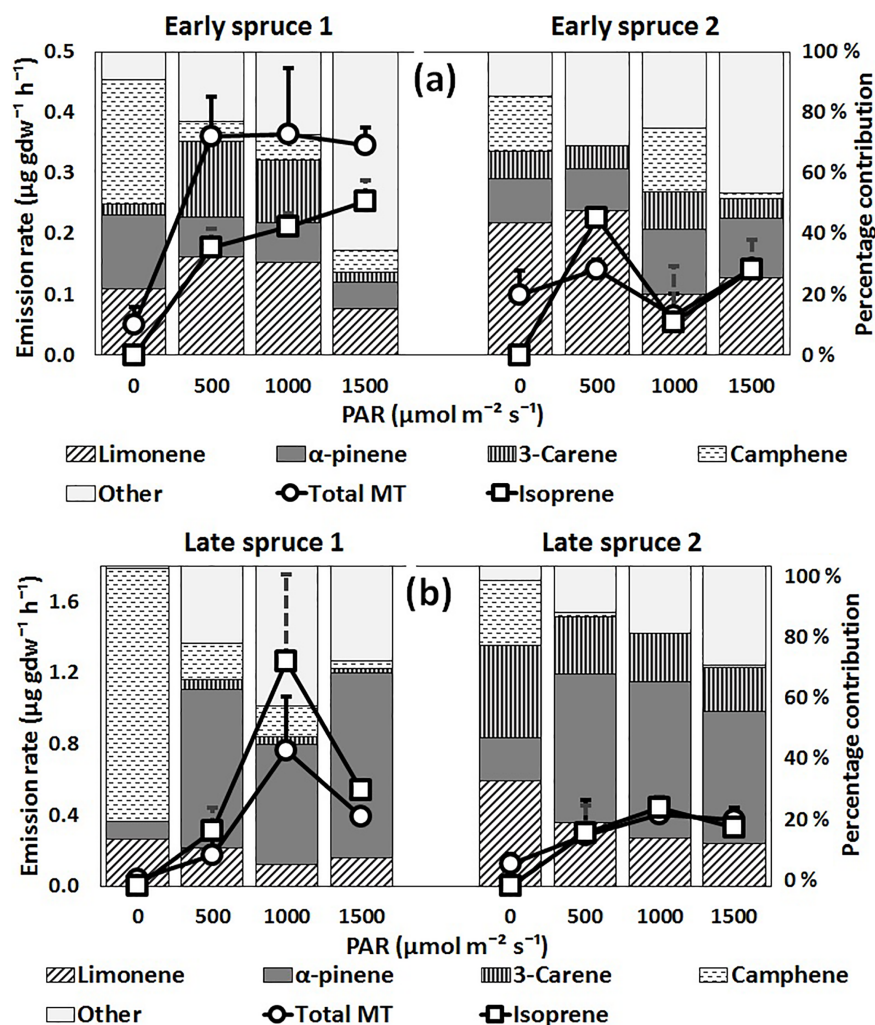 Early spruce 1
Early spruce 2
(a)
Emission rate (µg gdw⁻¹ h⁻¹)
0.5
0.4
0.3
0.2
0.1
0.0
100 %
80 %
60 %
40 %
20 %
0 %
Percentage contribution
0 500 1000 1500 0 500 1000 1500
PAR (µmol m⁻² s⁻¹)
Limonene α-pinene 3-Carene Camphene
Other Total MT Isoprene
Late spruce 1
Late spruce 2
(b)
Emission rate (µg gdw⁻¹ h⁻¹)
1.6
1.2
0.8
0.4
0.0
100 %
80 %
60 %
40 %
20 %
0 %
Percentage contribution
0 500 1000 1500 0 500 1000 1500
PAR (µmol m⁻² s⁻¹)
Limonene α-pinene 3-Carene Camphene
Other Total MT Isoprene